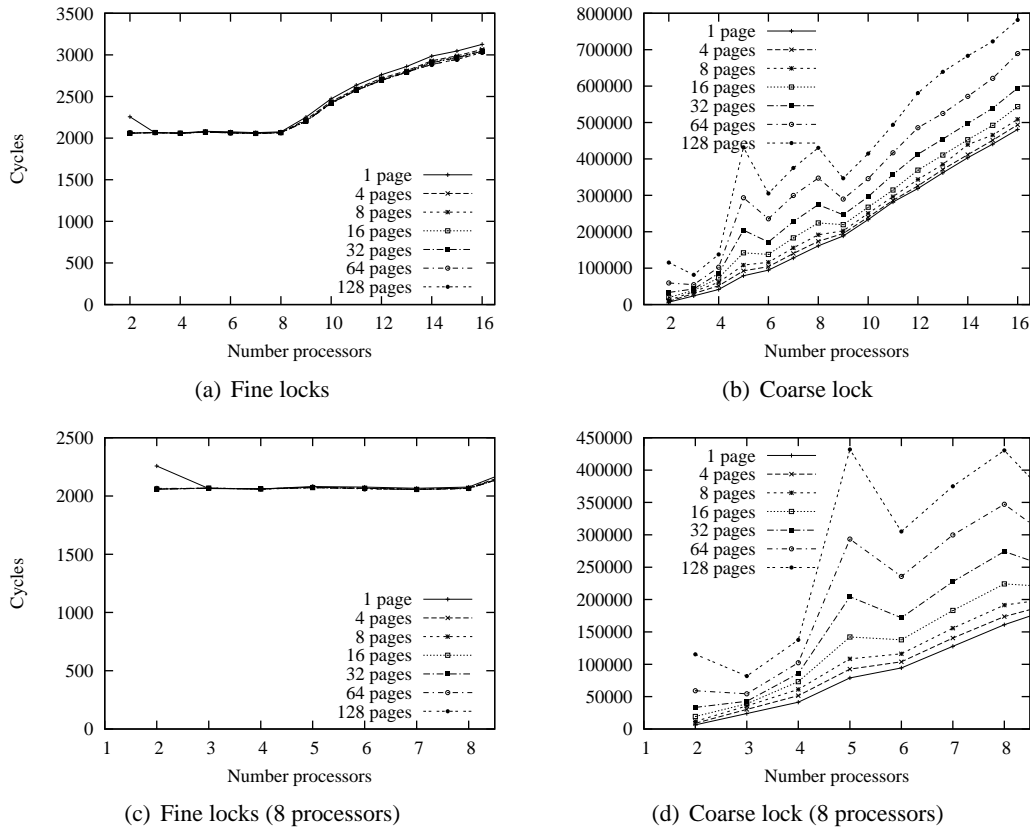 3500
3000
2500
2000
1500
1000
500
0
Cycles
1 page
4 pages
8 pages
16 pages
32 pages
64 pages
128 pages
2 4 6 8 10 12 14 16
Number processors
(a) Fine locks
800000
700000
600000
500000
400000
300000
200000
100000
0
1 page
4 pages
8 pages
16 pages
32 pages
64 pages
128 pages
2 4 6 8 10 12 14 16
Number processors
(b) Coarse lock
2500
2000
1500
1000
500
0
Cycles
1 page
4 pages
8 pages
16 pages
32 pages
64 pages
128 pages
1 2 3 4 5 6 7 8
Number processors
(c) Fine locks (8 processors)
450000
400000
350000
300000
250000
200000
150000
100000
50000
0
1 page
4 pages
8 pages
16 pages
32 pages
64 pages
128 pages
1 2 3 4 5 6 7 8
Number processors
(d) Coarse lock (8 processors)